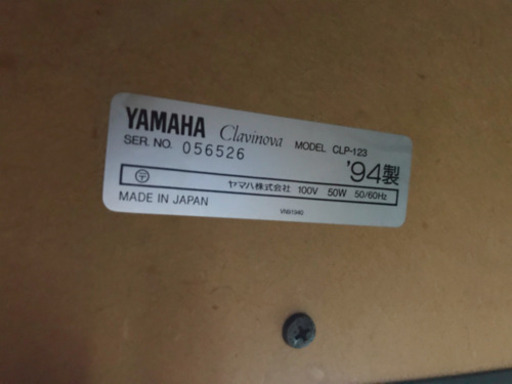 YAMAHA Clavinova MODEL CLP-123
SER. NO. 056526
'94製
〒 ヤマハ株式会社 100V 50W 50/60Hz
MADE IN JAPAN